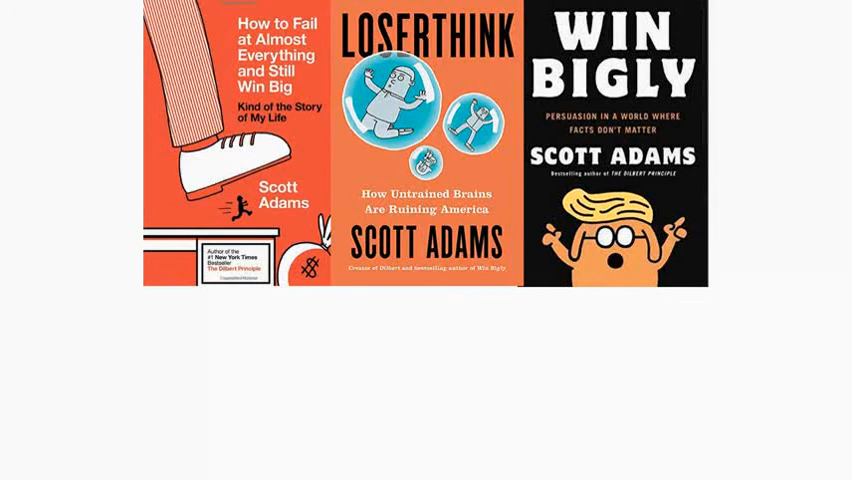 How to Fail
at Almost
Everything
and Still
Win Big
Kind of the Story
of My Life
Scott
Adams
Author of the
#1 New York Times
Bestseller
The Dilbert Principle
LOSERTHINK
How Untrained Brains
Are Ruining America
SCOTT ADAMS
Creator of Dilbert and bestselling author of Win Bigly
WIN
BIGLY
PERSUASION IN A WORLD WHERE
FACTS DON'T MATTER
SCOTT ADAMS
Bestselling author of THE DILBERT PRINCIPLE